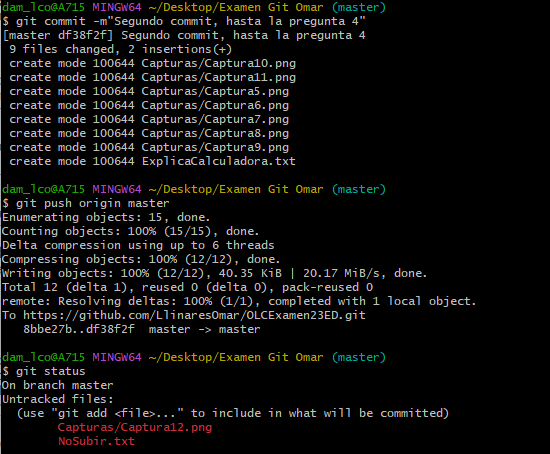 dam_lco@A715 MINGW64 ~/Desktop/Examen Git Omar (master)
$ git commit -m"Segundo commit, hasta la pregunta 4"
[master df38f2f] Segundo commit, hasta la pregunta 4
 9 files changed, 2 insertions(+)
 create mode 100644 Capturas/Captura10.png
 create mode 100644 Capturas/Captura11.png
 create mode 100644 Capturas/Captura5.png
 create mode 100644 Capturas/Captura6.png
 create mode 100644 Capturas/Captura7.png
 create mode 100644 Capturas/Captura8.png
 create mode 100644 Capturas/Captura9.png
 create mode 100644 ExplicaCalculadora.txt
dam_lco@A715 MINGW64 ~/Desktop/Examen Git Omar (master)
$ git push origin master
Enumerating objects: 15, done.
Counting objects: 100% (15/15), done.
Delta compression using up to 6 threads
Compressing objects: 100% (12/12), done.
Writing objects: 100% (12/12), 40.35 KiB | 20.17 MiB/s, done.
Total 12 (delta 1), reused 0 (delta 0), pack-reused 0
remote: Resolving deltas: 100% (1/1), completed with 1 local object.
To https://github.com/LlinaresOmar/OLCExamen23ED.git
   8bbe27b..df38f2f  master -> master
dam_lco@A715 MINGW64 ~/Desktop/Examen Git Omar (master)
$ git status
On branch master
Untracked files:
  (use "git add <file>..." to include in what will be committed)
        Capturas/Captura12.png
        NoSubir.txt